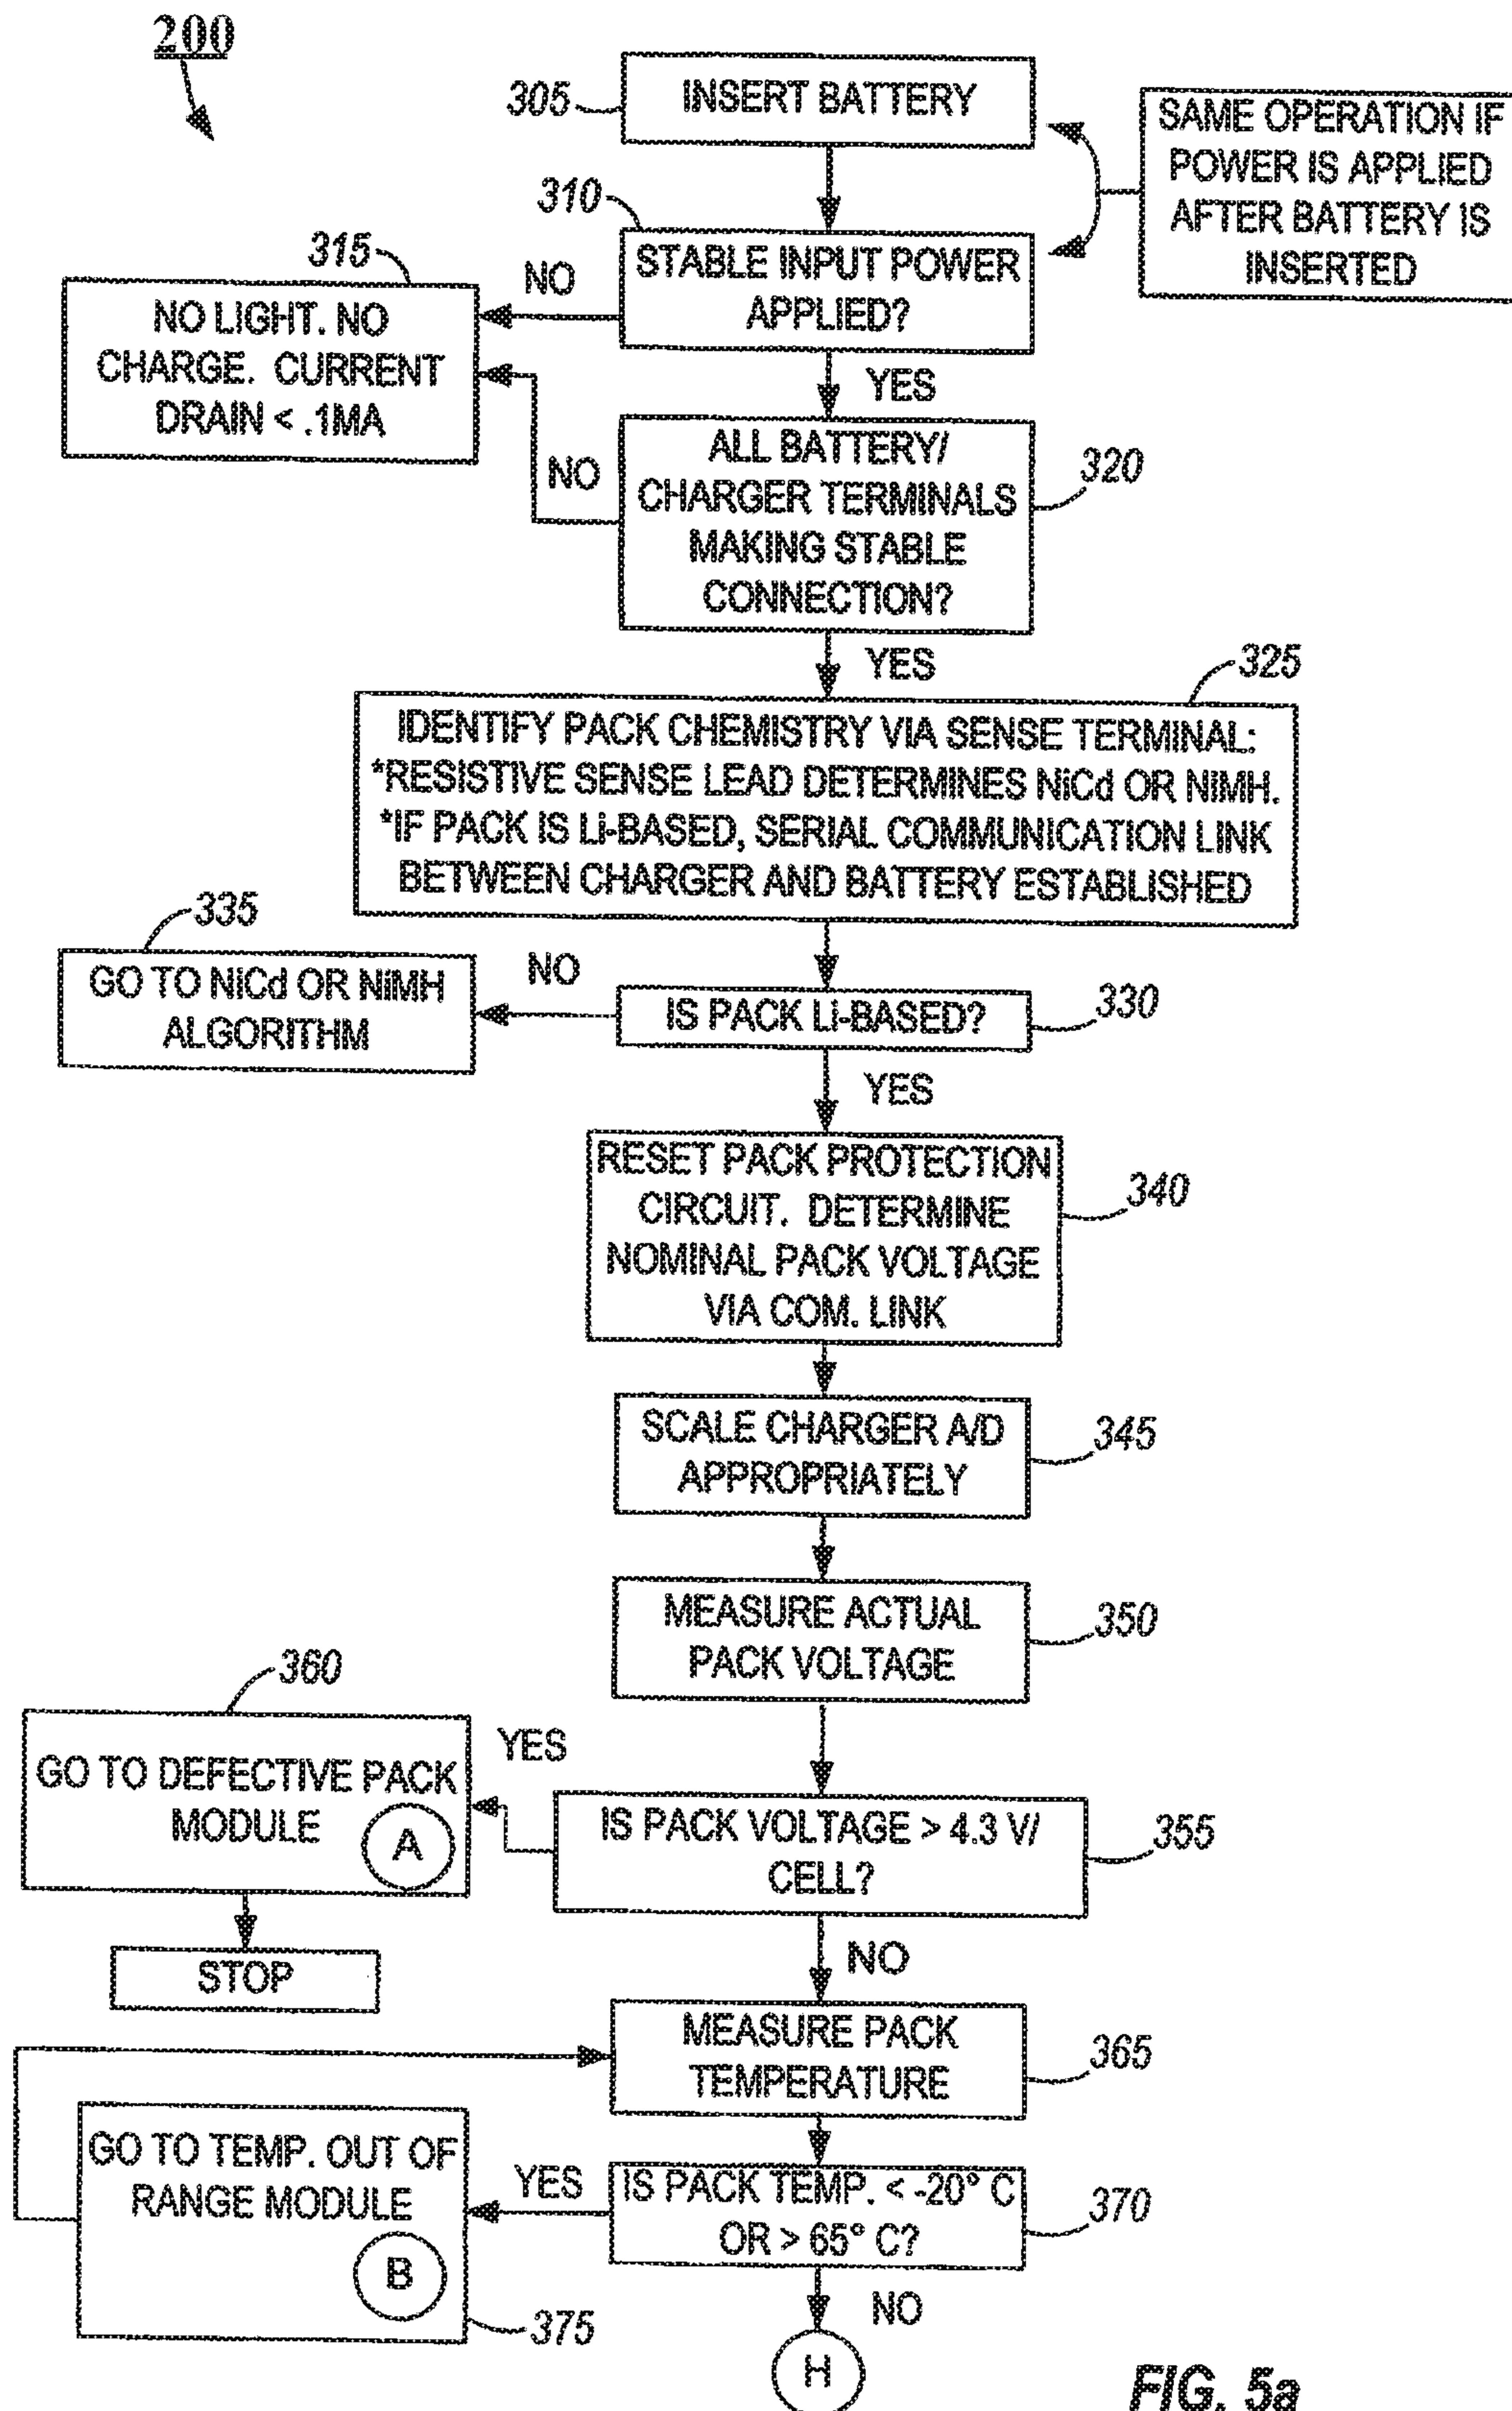 200
305
INSERT BATTERY
SAME OPERATION IF
POWER IS APPLIED
AFTER BATTERY IS
INSERTED
310
STABLE INPUT POWER
APPLIED?
315
NO
NO LIGHT. NO
CHARGE. CURRENT
DRAIN < .1MA
YES
ALL BATTERY/
CHARGER TERMINALS
MAKING STABLE
CONNECTION?
320
NO
YES
325
IDENTIFY PACK CHEMISTRY VIA SENSE TERMINAL:
*RESISTIVE SENSE LEAD DETERMINES NiCd OR NiMH.
*IF PACK IS Li-BASED, SERIAL COMMUNICATION LINK
BETWEEN CHARGER AND BATTERY ESTABLISHED
335
GO TO NiCd OR NiMH
ALGORITHM
NO
IS PACK Li-BASED?
330
YES
RESET PACK PROTECTION
CIRCUIT. DETERMINE
NOMINAL PACK VOLTAGE
VIA COM. LINK
340
SCALE CHARGER A/D
APPROPRIATELY
345
MEASURE ACTUAL
PACK VOLTAGE
350
360
GO TO DEFECTIVE PACK
MODULE
A
YES
IS PACK VOLTAGE > 4.3 V/
CELL?
355
STOP
NO
MEASURE PACK
TEMPERATURE
365
GO TO TEMP. OUT OF
RANGE MODULE
B
375
YES
IS PACK TEMP. < -20° C
OR > 65° C?
370
NO
H
FIG. 5a